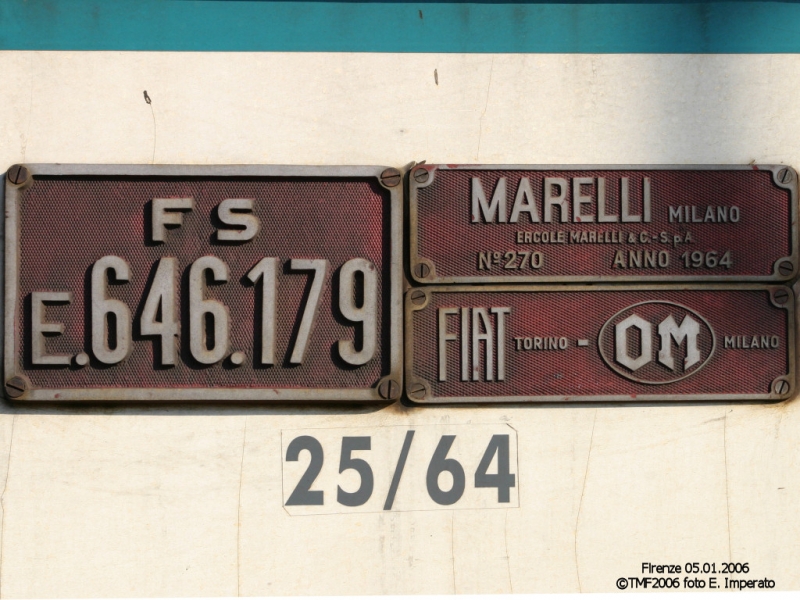 FS
E.646.179
MARELLI MILANO
ERCOLE MARELLI & C.-S.p.A.
Nº270 ANNO 1964
FIAT TORINO - OM MILANO
25/64
Firenze 05.01.2006
©TMF2006 foto E. Imperato